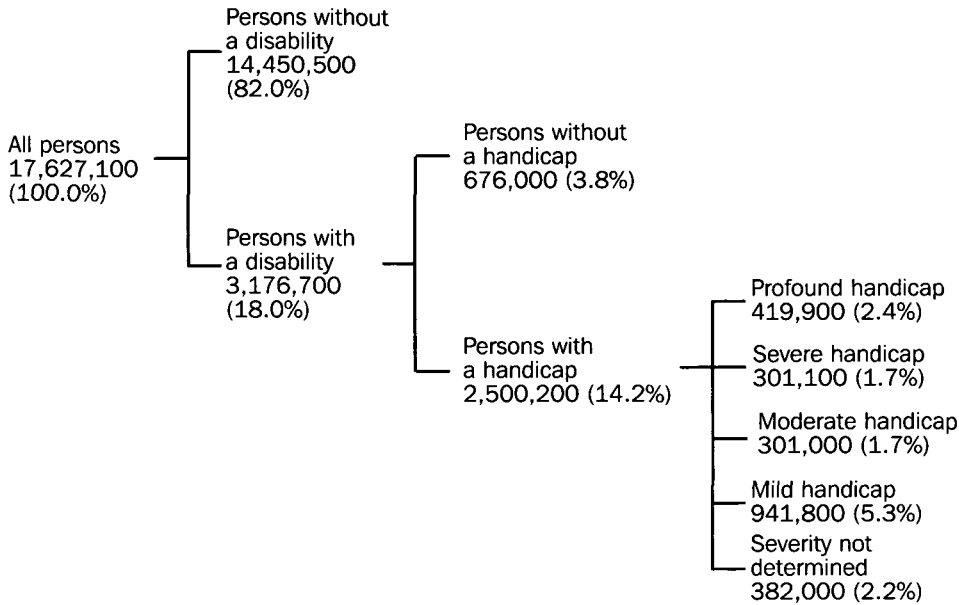 Persons without
a disability
14,450,500
(82.0%)
All persons
17,627,100
(100.0%)
Persons with
a disability
3,176,700
(18.0%)
Persons without
a handicap
676,000 (3.8%)
Persons with
a handicap
2,500,200 (14.2%)
Profound handicap
419,900 (2.4%)
Severe handicap
301,100 (1.7%)
Moderate handicap
301,000 (1.7%)
Mild handicap
941,800 (5.3%)
Severity not
determined
382,000 (2.2%)